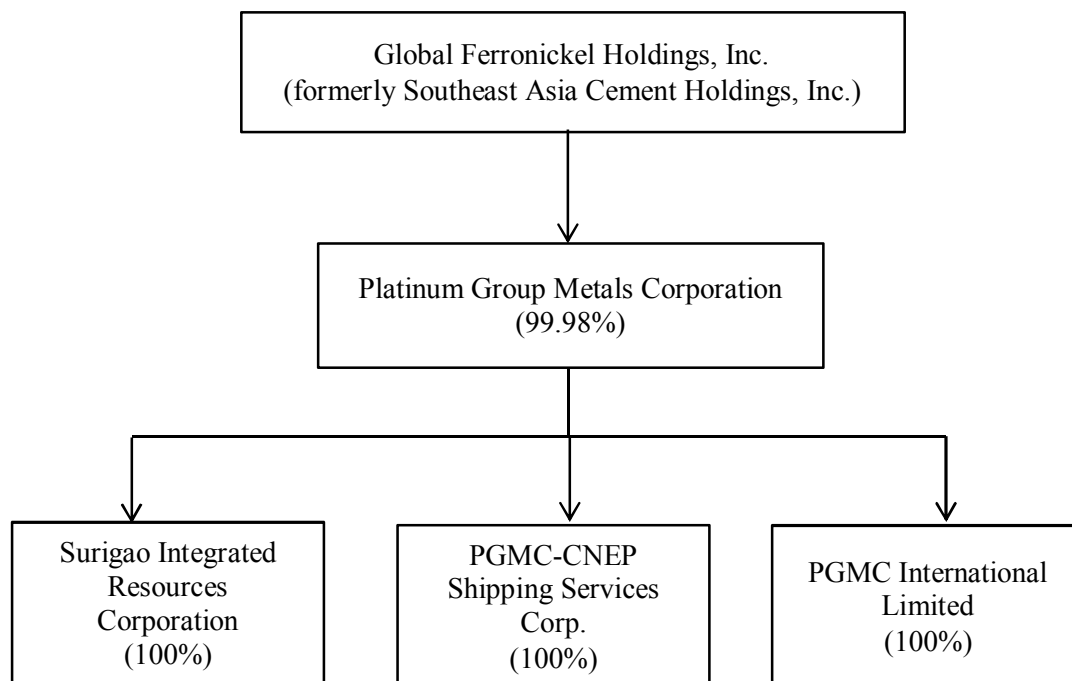 Global Ferronickel Holdings, Inc.
(formerly Southeast Asia Cement Holdings, Inc.)
Platinum Group Metals Corporation
(99.98%)
Surigao Integrated
Resources
Corporation
(100%)
PGMC-CNEP
Shipping Services
Corp.
(100%)
PGMC International
Limited
(100%)